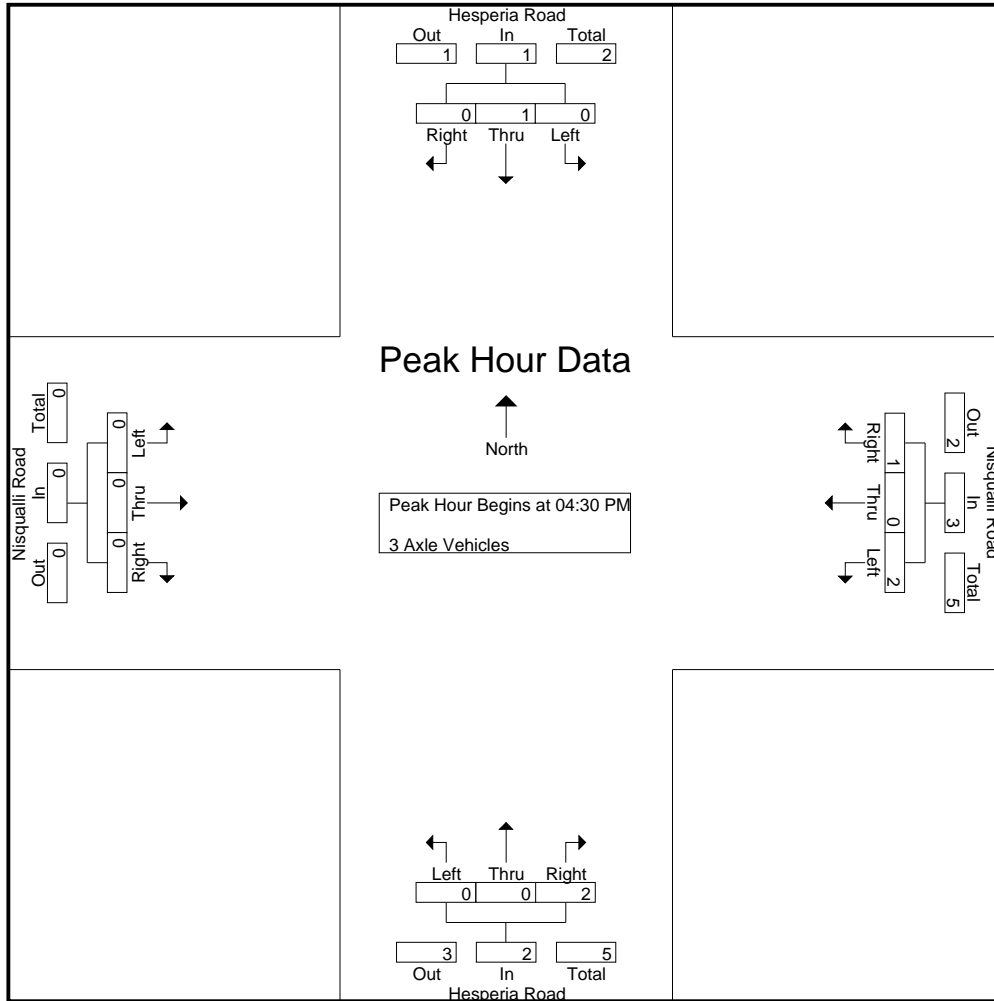 Hesperia Road
Out In Total
1 1 2
0 1 0
Right Thru Left
Peak Hour Data
North
Peak Hour Begins at 04:30 PM
3 Axle Vehicles
Nisqualli Road
Total In Out
0 0 0
0 0 0
Left Thru Right
Nisqualli Road
Out In Total
2 3 5
1 0 2
Right Thru Left
Left Thru Right
0 0 2
3 2 5
Out In Total
Hesperia Road